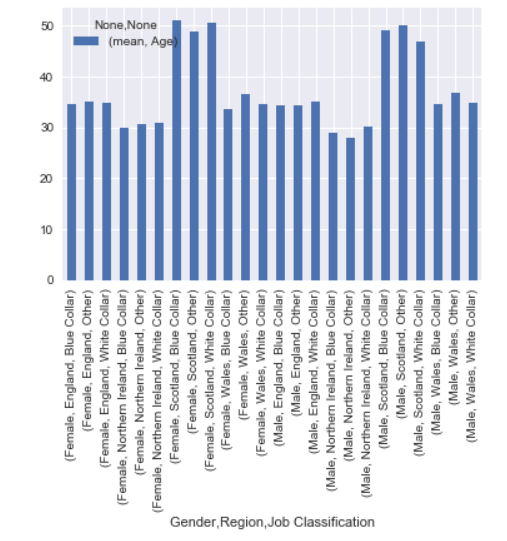 None,None
(mean, Age)
50
40
30
20
10
0
(Female, England, Blue Collar)
(Female, England, Other)
(Female, England, White Collar)
(Female, Northern Ireland, Blue Collar)
(Female, Northern Ireland, Other)
(Female, Northern Ireland, White Collar)
(Female, Scotland, Blue Collar)
(Female, Scotland, Other)
(Female, Scotland, White Collar)
(Female, Wales, Blue Collar)
(Female, Wales, Other)
(Female, Wales, White Collar)
(Male, England, Blue Collar)
(Male, England, Other)
(Male, England, White Collar)
(Male, Northern Ireland, Blue Collar)
(Male, Northern Ireland, Other)
(Male, Northern Ireland, White Collar)
(Male, Scotland, Blue Collar)
(Male, Scotland, Other)
(Male, Scotland, White Collar)
(Male, Wales, Blue Collar)
(Male, Wales, Other)
(Male, Wales, White Collar)
Gender,Region,Job Classification